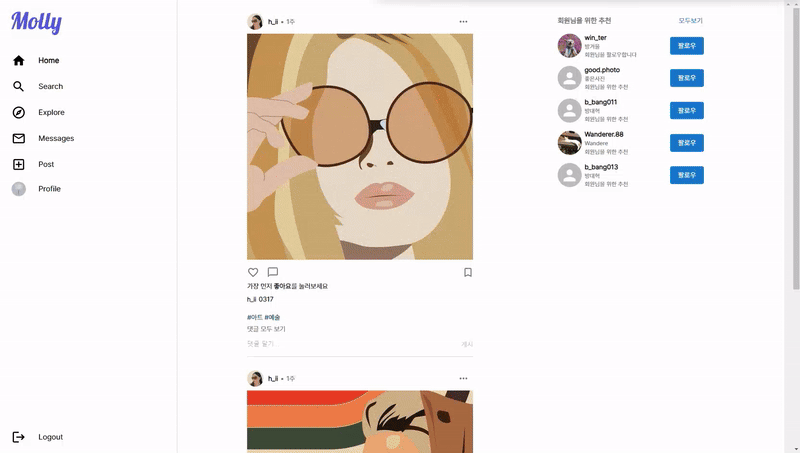 Molly
Home
Search
Explore
Messages
Post
Profile
Logout
h_ii • 1주
가장 먼저 좋아요를 눌러보세요
h_ii 0317
#아트 #예술
댓글 모두 보기
댓글 달기
게시
h_ii • 1주
회원님을 위한 추천 모두보기
win_ter
방겨울
회원님을 팔로우합니다
팔로우
good.photo
좋은사진
회원님을 위한 추천
팔로우
b_bang011
방대혁
회원님을 위한 추천
팔로우
Wanderer.88
Wandere
회원님을 위한 추천
팔로우
b_bang013
방대혁
회원님을 위한 추천
팔로우